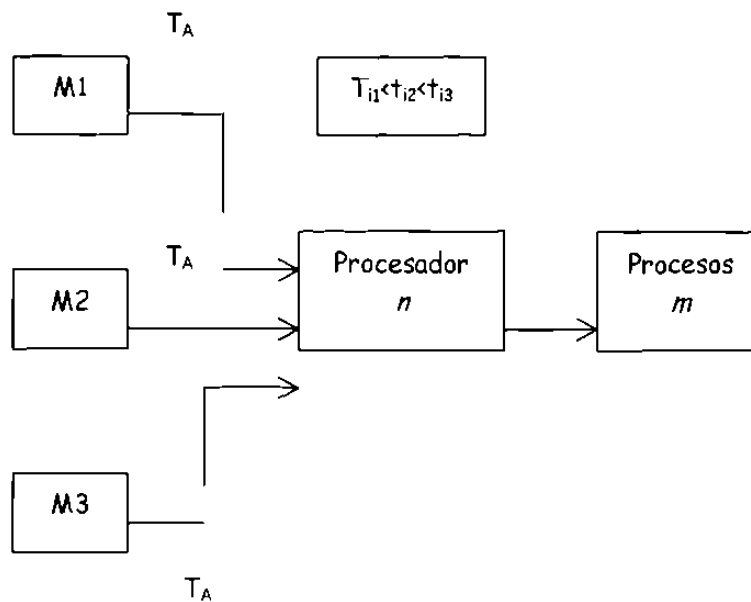 T_A
M1
T_i1<t_i2<t_i3
T_A
Procesador
n
Procesos
m
M2
M3
T_A